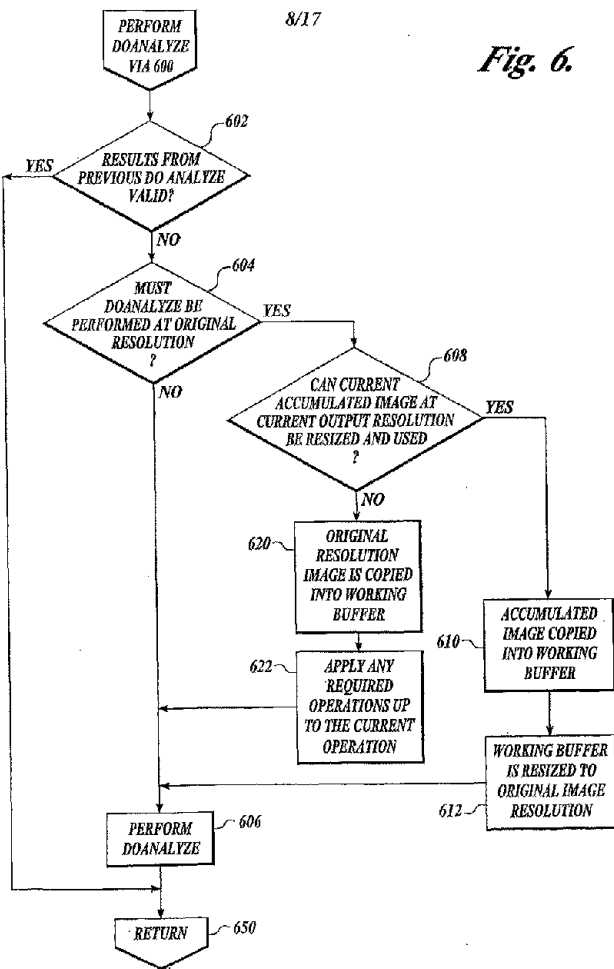 8/17
Fig. 6.
PERFORM
DOANALYZE
VIA 600
602
YES
RESULTS FROM
PREVIOUS DO ANALYZE
VALID?
NO
604
MUST
DOANALYZE BE
PERFORMED AT ORIGINAL
RESOLUTION
?
YES
NO
608
CAN CURRENT
ACCUMULATED IMAGE AT
CURRENT OUTPUT RESOLUTION
BE RESIZED AND USED
?
YES
NO
620
ORIGINAL
RESOLUTION
IMAGE IS COPIED
INTO WORKING
BUFFER
610
ACCUMULATED
IMAGE COPIED
INTO WORKING
BUFFER
622
APPLY ANY
REQUIRED
OPERATIONS UP
TO THE CURRENT
OPERATION
WORKING BUFFER
IS RESIZED TO
ORIGINAL IMAGE
RESOLUTION
612
PERFORM
DOANALYZE
606
RETURN
650